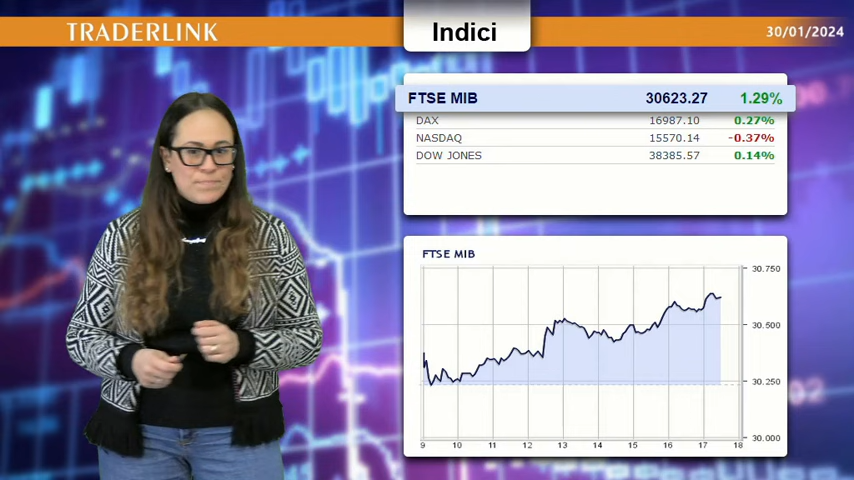 TRADERLINK
Indici
30/01/2024
FTSE MIB 30623.27 1.29%
DAX 16987.10 0.27%
NASDAQ 15570.14 -0.37%
DOW JONES 38385.57 0.14%
FTSE MIB
30.750
30.500
30.250
30.000
9 10 11 12 13 14 15 16 17 18